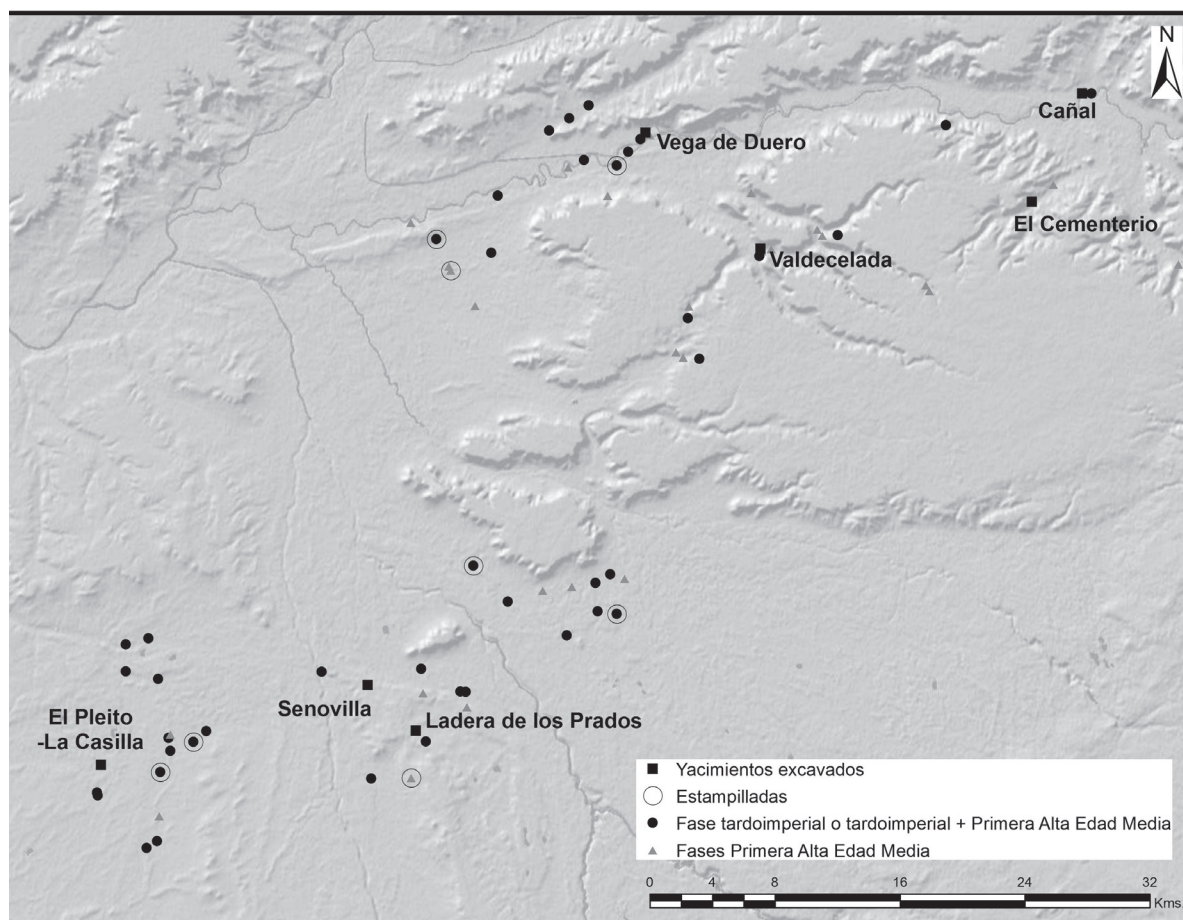 N
Cañal
Vega de Duero
El Cementerio
Valdecelada
Senovilla
Ladera de los Prados
El Pleito
-La Casilla
Yacimientos excavados
Estampilladas
Fase tardoimperial o tardoimperial + Primera Alta Edad Media
Fases Primera Alta Edad Media
0 4 8 16 24 32
Kms